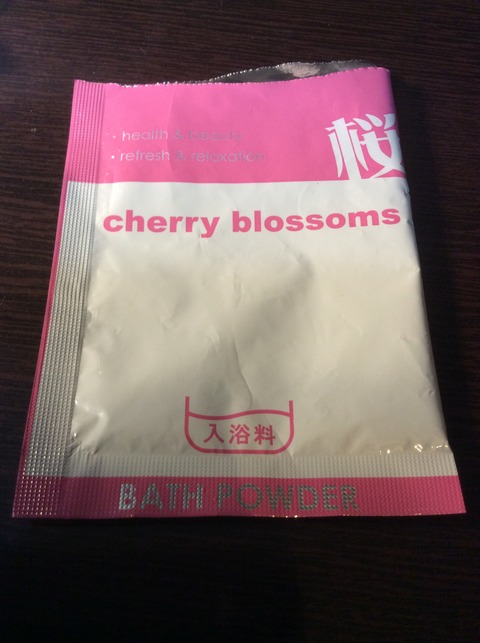 • health & beauty
• refresh & relaxation
桜
cherry blossoms
入浴料
BATH POWDER